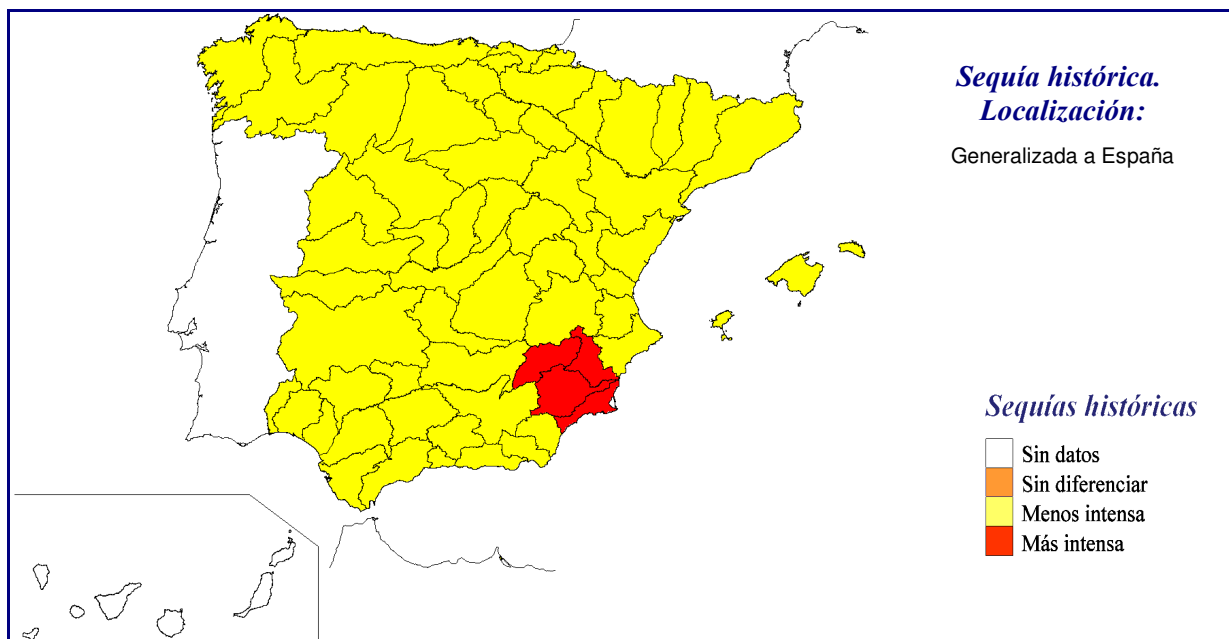 Sequía histórica.
Localización:
Generalizada a España
Sequías históricas
Sin datos
Sin diferenciar
Menos intensa
Más intensa